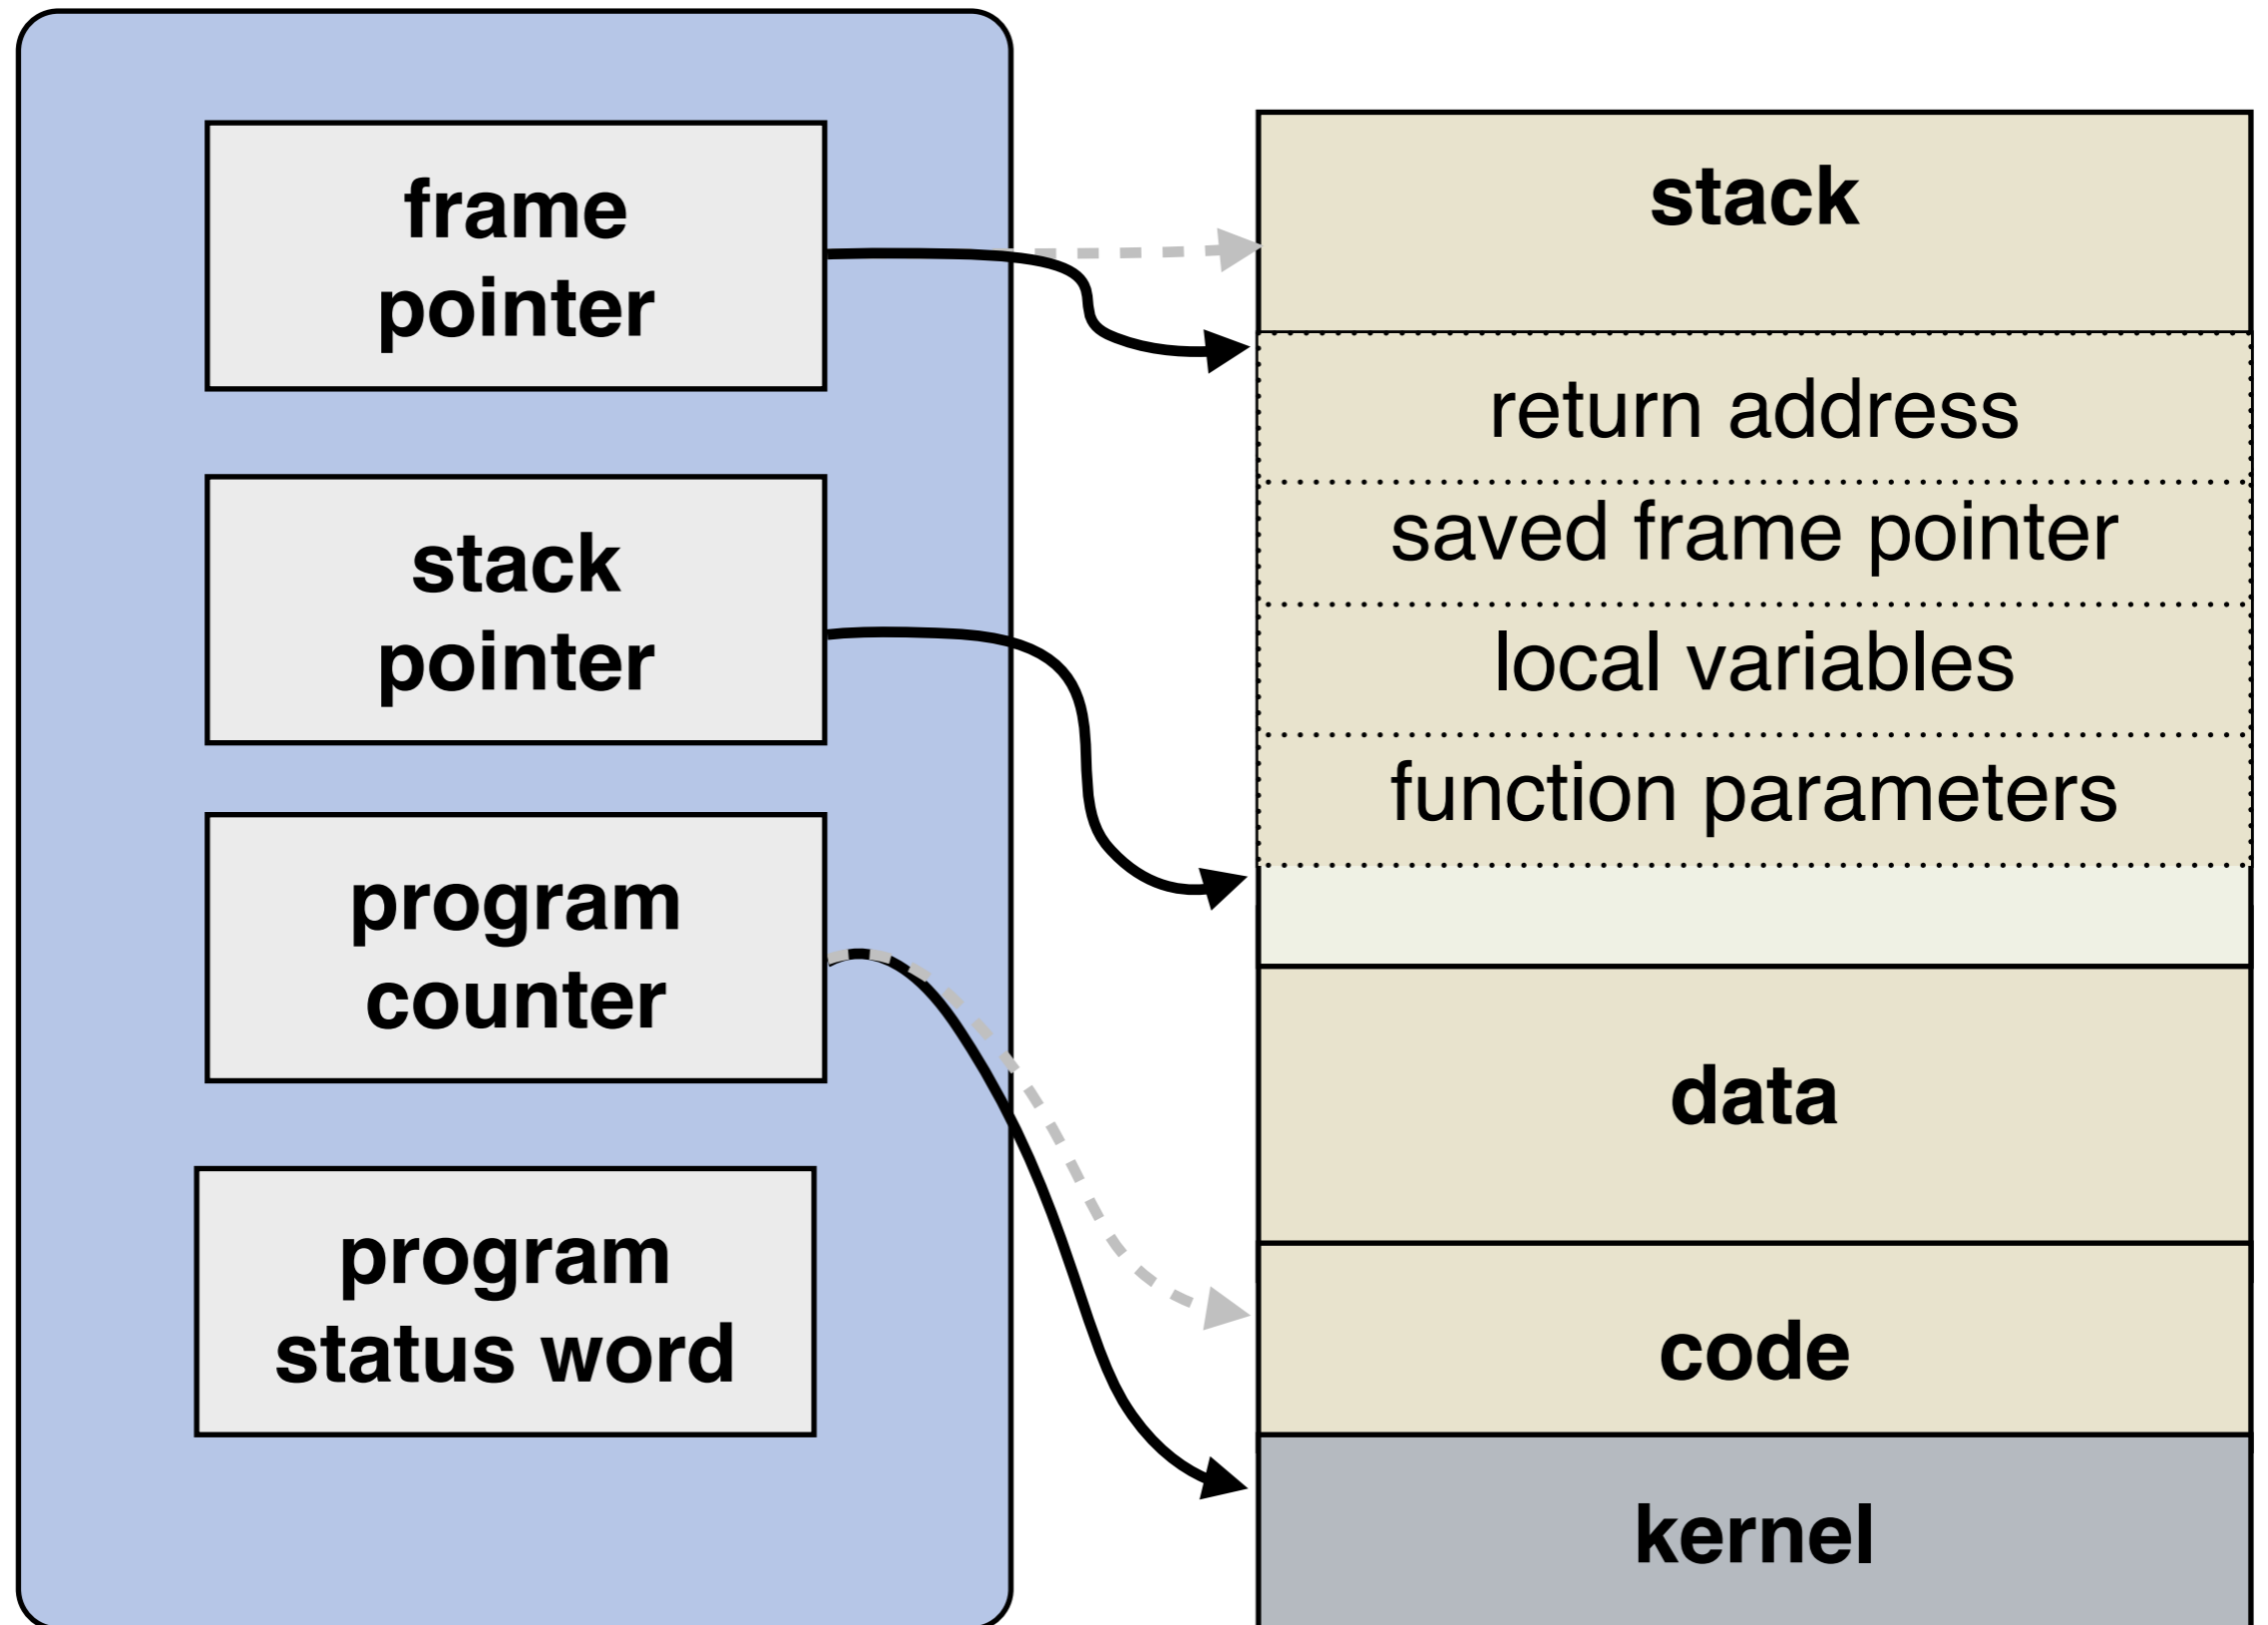 frame
pointer
stack
pointer
program
counter
program
status word
stack
return address
saved frame pointer
local variables
function parameters
data
code
kernel